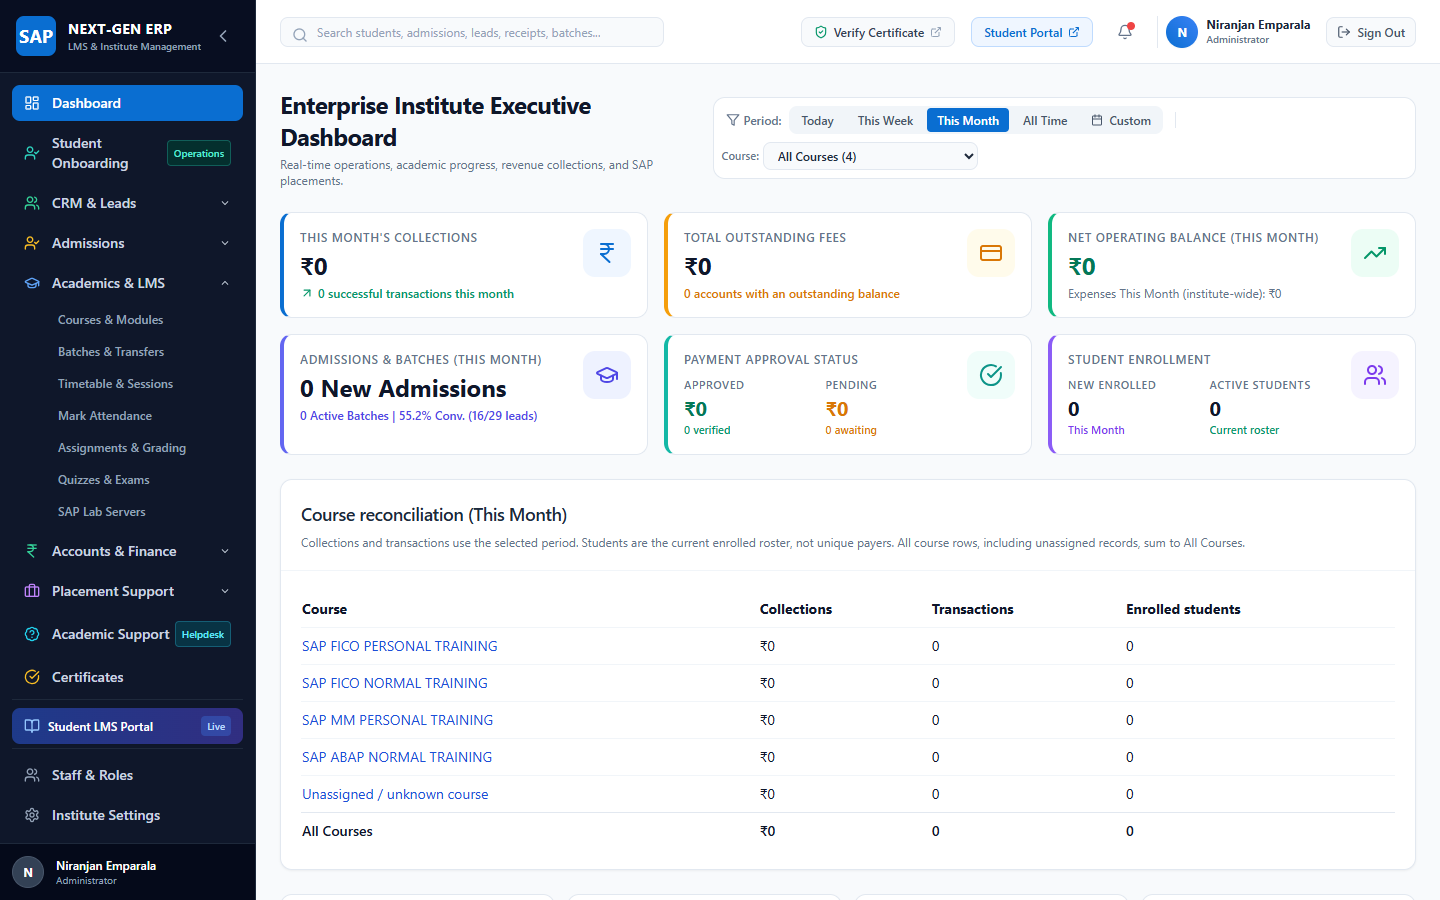 SAP
NEXT-GEN ERP
LMS & Institute Management
Dashboard
Student Onboarding
Operations
CRM & Leads
Admissions
Academics & LMS
Courses & Modules
Batches & Transfers
Timetable & Sessions
Mark Attendance
Assignments & Grading
Quizzes & Exams
SAP Lab Servers
Accounts & Finance
Placement Support
Academic Support
Helpdesk
Certificates
Student LMS Portal
Live
Staff & Roles
Institute Settings
N
Niranjan Emparala
Administrator
Search students, admissions, leads, receipts, batches...
Verify Certificate
Student Portal
N
Niranjan Emparala
Administrator
Sign Out
Enterprise Institute Executive
Dashboard
Real-time operations, academic progress, revenue collections, and SAP
placements.
Period:
Today
This Week
This Month
All Time
Custom
Course:
All Courses (4)
THIS MONTH'S COLLECTIONS
₹0
0 successful transactions this month
TOTAL OUTSTANDING FEES
₹0
0 accounts with an outstanding balance
NET OPERATING BALANCE (THIS MONTH)
₹0
Expenses This Month (institute-wide): ₹0
ADMISSIONS & BATCHES (THIS MONTH)
0 New Admissions
0 Active Batches | 55.2% Conv. (16/29 leads)
PAYMENT APPROVAL STATUS
APPROVED PENDING
₹0 ₹0
0 verified 0 awaiting
STUDENT ENROLLMENT
NEW ENROLLED ACTIVE STUDENTS
0 0
This Month Current roster
Course reconciliation (This Month)
Collections and transactions use the selected period. Students are the current enrolled roster, not unique payers. All course rows, including unassigned records, sum to All Courses.
Course Collections Transactions Enrolled students
SAP FICO PERSONAL TRAINING ₹0 0 0
SAP FICO NORMAL TRAINING ₹0 0 0
SAP MM PERSONAL TRAINING ₹0 0 0
SAP ABAP NORMAL TRAINING ₹0 0 0
Unassigned / unknown course ₹0 0 0
All Courses ₹0 0 0